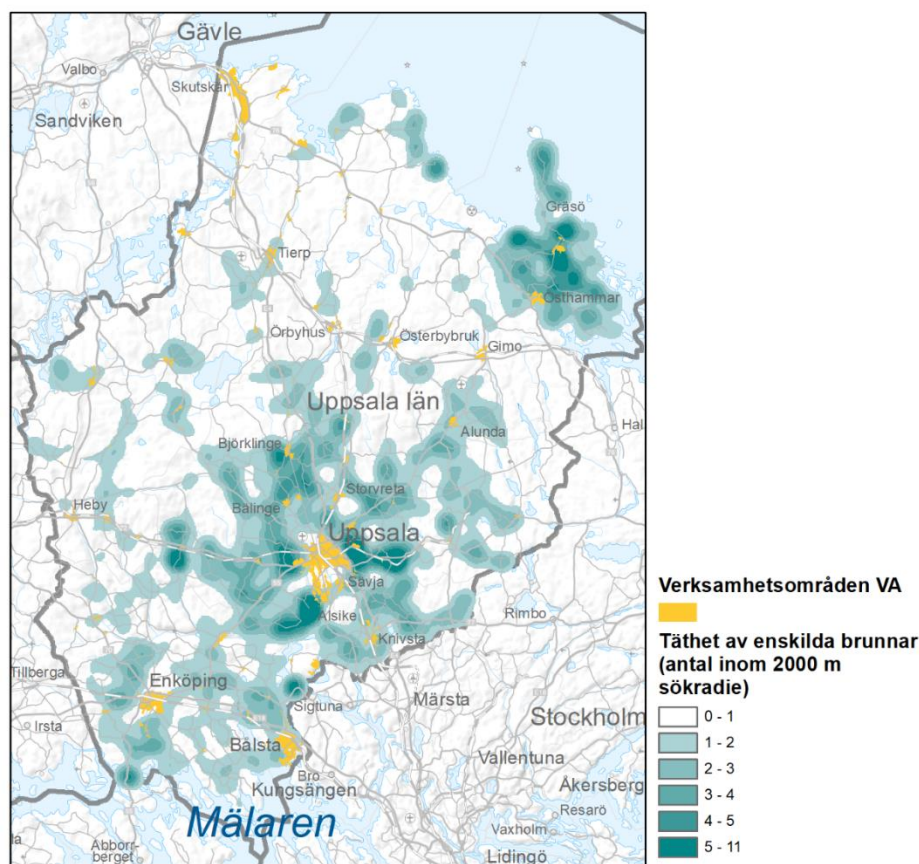 Gävle
Valbo
Skutskär
Sandviken
Gräsö
Tierp
Östhammar
Örbyhus
Österbybruk
Gimo
Uppsala län
Hal
Björklinge
Alunda
Storvreta
Heby
Bälinge
Uppsala
Sävja
Alsike
Rimbo
Knivsta
Tillberga
Enköping
Märsta
Sigtuna
Irsta
Stockholm
Bålsta
Vallentuna
Bro
Kungsängen
Åkersberg
Mälaren
Resarö
Vaxholm
Abborr-
berget
Lidingö
Verksamhetsområden VA
Täthet av enskilda brunnar
(antal inom 2000 m
sökradie)
0 - 1
1 - 2
2 - 3
3 - 4
4 - 5
5 - 11